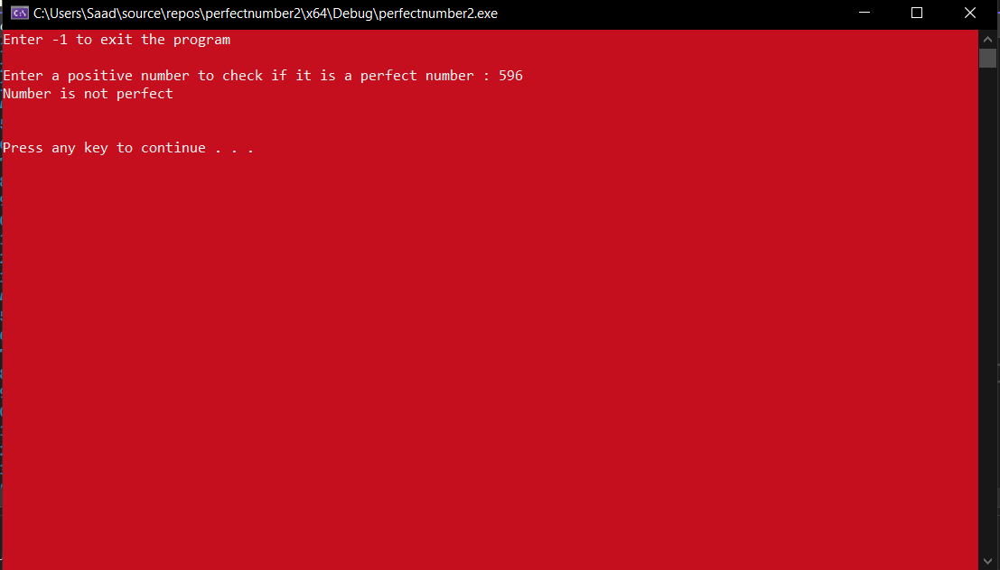 C:\Users\Saad\source\repos\perfectnumber2\x64\Debug\perfectnumber2.exe
Enter -1 to exit the program
Enter a positive number to check if it is a perfect number : 596
Number is not perfect
Press any key to continue . . .